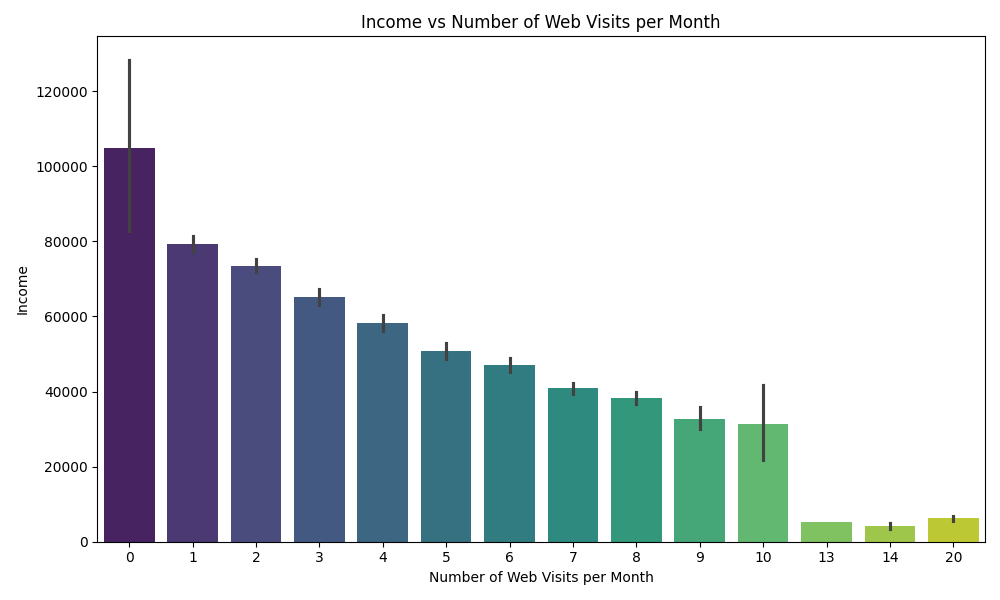 Income vs Number of Web Visits per Month
120000
100000
80000
60000
40000
20000
0
Income
0 1 2 3 4 5 6 7 8 9 10 13 14 20
Number of Web Visits per Month